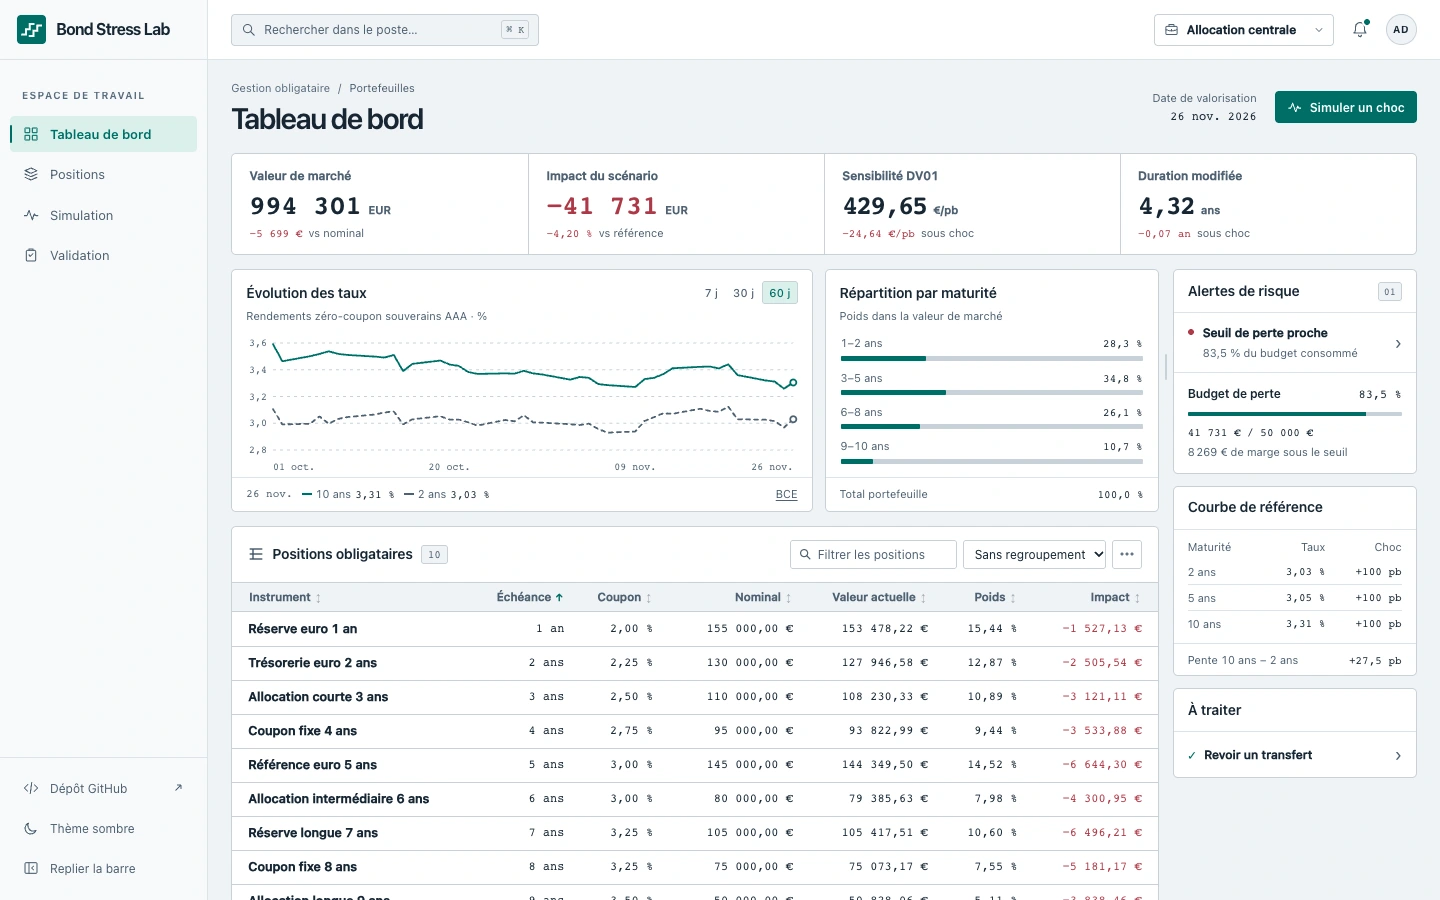 Bond Stress Lab
Rechercher dans le poste...
⌘ K
Allocation centrale
AD
ESPACE DE TRAVAIL
Tableau de bord
Positions
Simulation
Validation
Dépôt GitHub
Thème sombre
Replier la barre
Gestion obligataire / Portefeuilles
Tableau de bord
Date de valorisation
26 nov. 2026
Simuler un choc
Valeur de marché
994 301 EUR
−5 699 € vs nominal
Impact du scénario
−41 731 EUR
−4,20 % vs référence
Sensibilité DV01
429,65 €/pb
−24,64 €/pb sous choc
Duration modifiée
4,32 ans
−0,07 an sous choc
Évolution des taux
7 j 30 j 60 j
Rendements zéro-coupon souverains AAA · %
3,6
3,4
3,2
3,0
2,8
01 oct. 20 oct. 09 nov. 26 nov.
26 nov. 10 ans 3,31 % 2 ans 3,03 % BCE
Répartition par maturité
Poids dans la valeur de marché
1–2 ans 28,3 %
3–5 ans 34,8 %
6–8 ans 26,1 %
9–10 ans 10,7 %
Total portefeuille 100,0 %
Alertes de risque 01
Seuil de perte proche
83,5 % du budget consommé
Budget de perte 83,5 %
41 731 € / 50 000 €
8 269 € de marge sous le seuil
Courbe de référence
Maturité Taux Choc
2 ans 3,03 % +100 pb
5 ans 3,05 % +100 pb
10 ans 3,31 % +100 pb
Pente 10 ans – 2 ans +27,5 pb
À traiter
✓ Revoir un transfert
Positions obligataires 10
Filtrer les positions
Sans regroupement
Instrument Échéance Coupon Nominal Valeur actuelle Poids Impact
Réserve euro 1 an 1 an 2,00 % 155 000,00 € 153 478,22 € 15,44 % −1 527,13 €
Trésorerie euro 2 ans 2 ans 2,25 % 130 000,00 € 127 946,58 € 12,87 % −2 505,54 €
Allocation courte 3 ans 3 ans 2,50 % 110 000,00 € 108 230,33 € 10,89 % −3 121,11 €
Coupon fixe 4 ans 4 ans 2,75 % 95 000,00 € 93 822,99 € 9,44 % −3 533,88 €
Référence euro 5 ans 5 ans 3,00 % 145 000,00 € 144 349,50 € 14,52 % −6 644,30 €
Allocation intermédiaire 6 ans 6 ans 3,00 % 80 000,00 € 79 385,63 € 7,98 % −4 300,95 €
Réserve longue 7 ans 7 ans 3,25 % 105 000,00 € 105 417,51 € 10,60 % −6 496,21 €
Coupon fixe 8 ans 8 ans 3,25 % 75 000,00 € 75 073,17 € 7,55 % −5 181,17 €